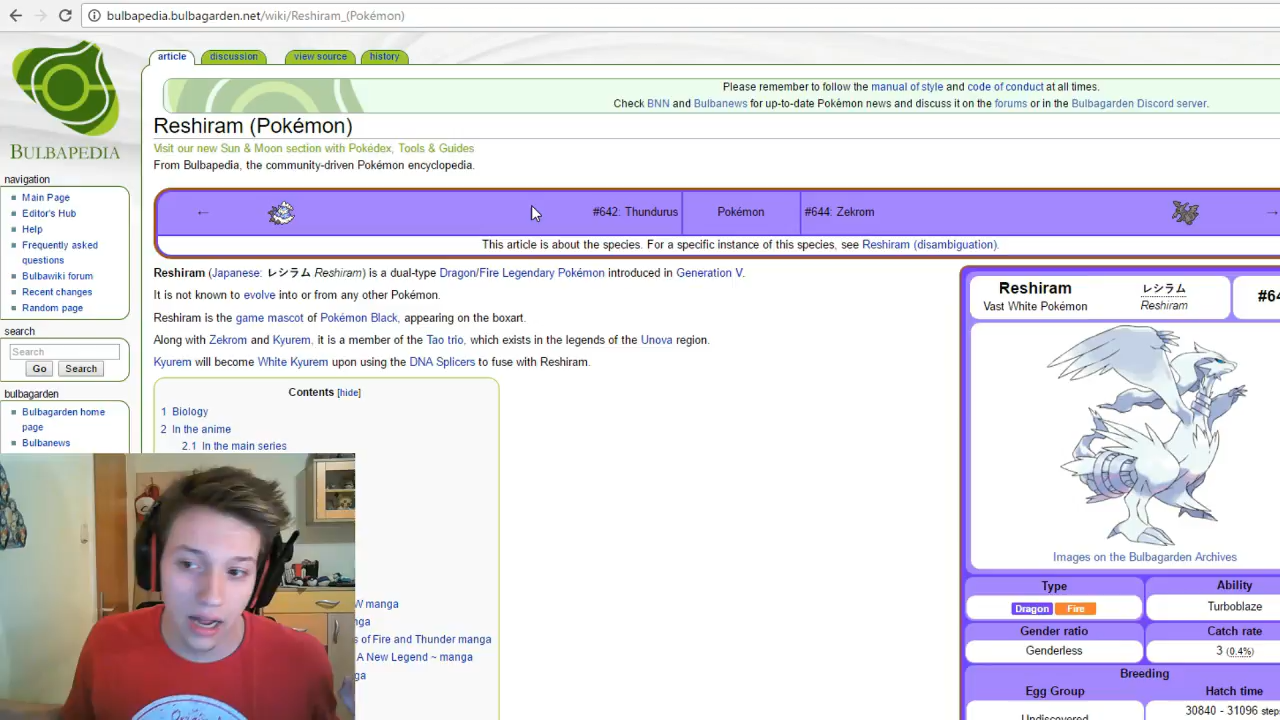 bulbapedia.bulbagarden.net/wiki/Reshiram_(Pokémon)
article
discussion
view source
history
Please remember to follow the manual of style and code of conduct at all times.
Check BNN and Bulbanews for up-to-date Pokémon news and discuss it on the forums or in the Bulbagarden Discord server.
BULBAPEDIA
Reshiram (Pokémon)
Visit our new Sun & Moon section with Pokédex, Tools & Guides
From Bulbapedia, the community-driven Pokémon encyclopedia.
navigation
Main Page
Editor's Hub
Help
Frequently asked
questions
Bulbawiki forum
Recent changes
Random page
search
Search
Go Search
bulbagarden
Bulbagarden home
page
Bulbanews
← #642: Thundurus Pokémon #644: Zekrom →
This article is about the species. For a specific instance of this species, see Reshiram (disambiguation).
Reshiram (Japanese: レシラム Reshiram) is a dual-type Dragon/Fire Legendary Pokémon introduced in Generation V.
It is not known to evolve into or from any other Pokémon.
Reshiram is the game mascot of Pokémon Black, appearing on the boxart.
Along with Zekrom and Kyurem, it is a member of the Tao trio, which exists in the legends of the Unova region.
Kyurem will become White Kyurem upon using the DNA Splicers to fuse with Reshiram.
Contents [hide]
1 Biology
2 In the anime
2.1 In the main series
W manga
nga
s of Fire and Thunder manga
A New Legend ~ manga
ga
Reshiram
Vast White Pokémon
レシラム
Reshiram
#64
Images on the Bulbagarden Archives
Type
Dragon Fire
Ability
Turboblaze
Gender ratio
Genderless
Catch rate
3 (0.4%)
Breeding
Egg Group
Undiscovered
Hatch time
30840 - 31096 steps